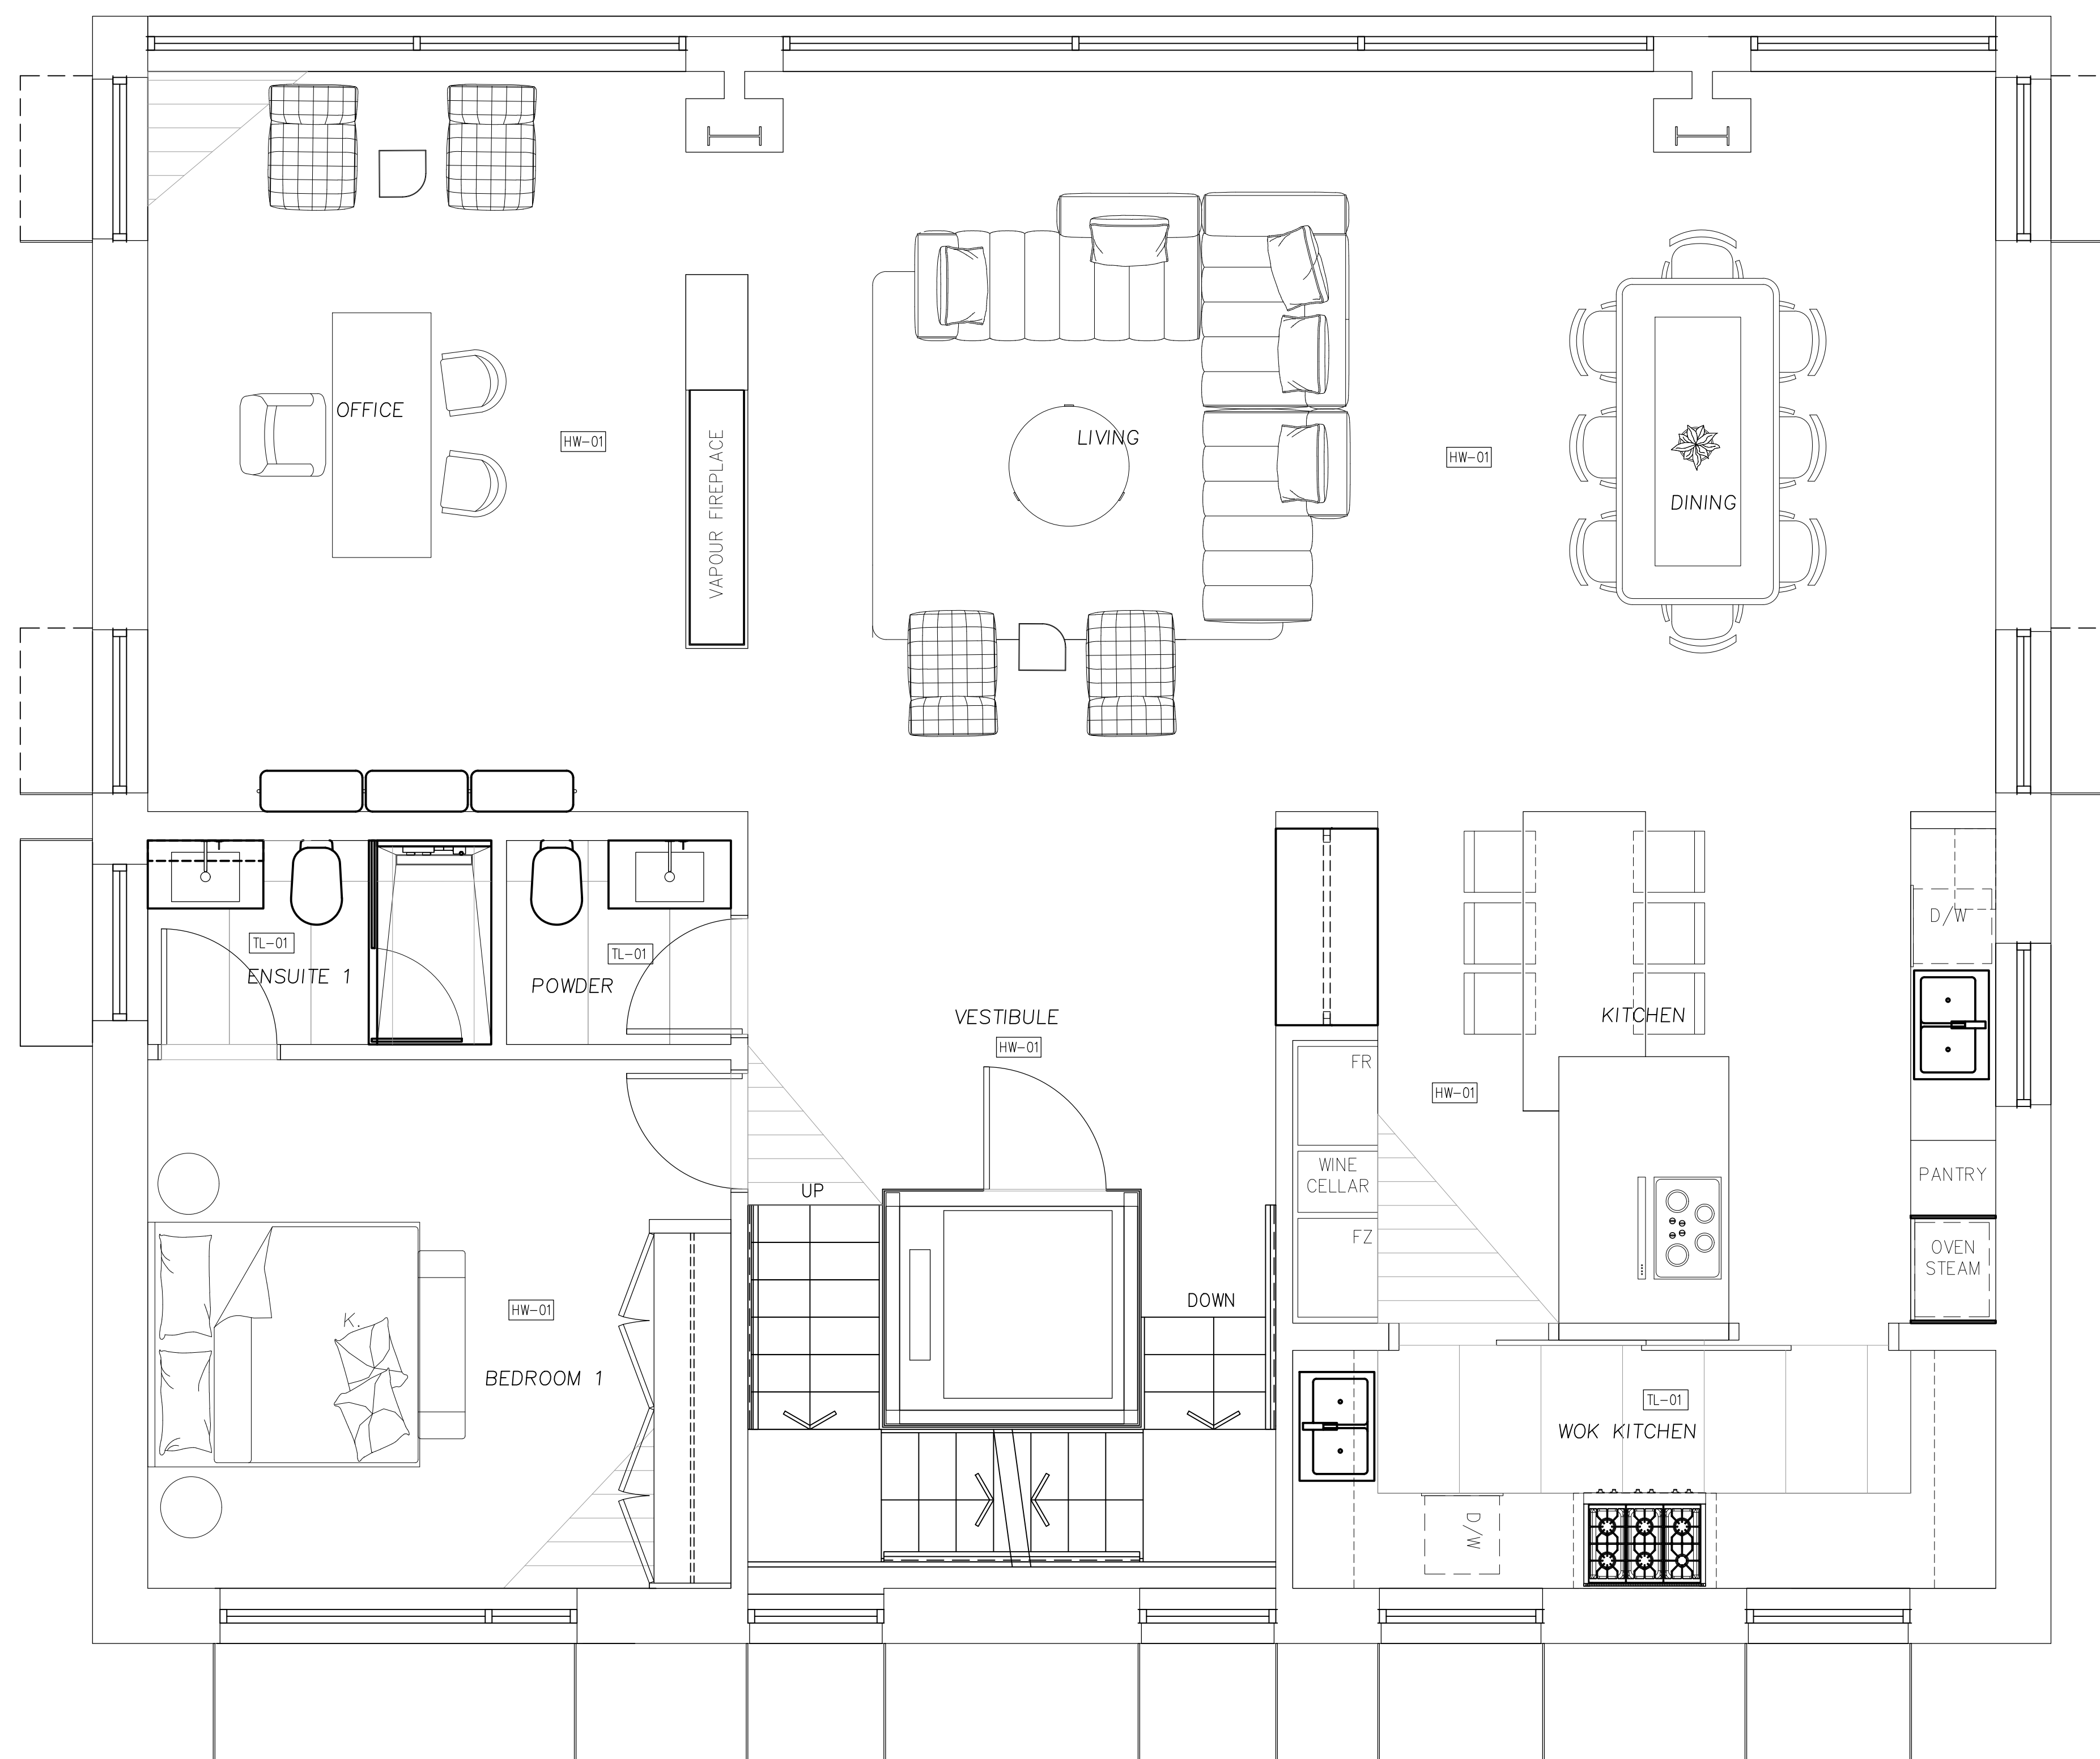 OFFICE
HW-01
VAPOUR FIREPLACE
LIVING
HW-01
DINING
TL-01
ENSUITE 1
TL-01
POWDER
VESTIBULE
HW-01
D/W
KITCHEN
FR
HW-01
WINE
CELLAR
PANTRY
UP
FZ
OVEN
STEAM
HW-01
K.
BEDROOM 1
DOWN
TL-01
WOK KITCHEN
D/W